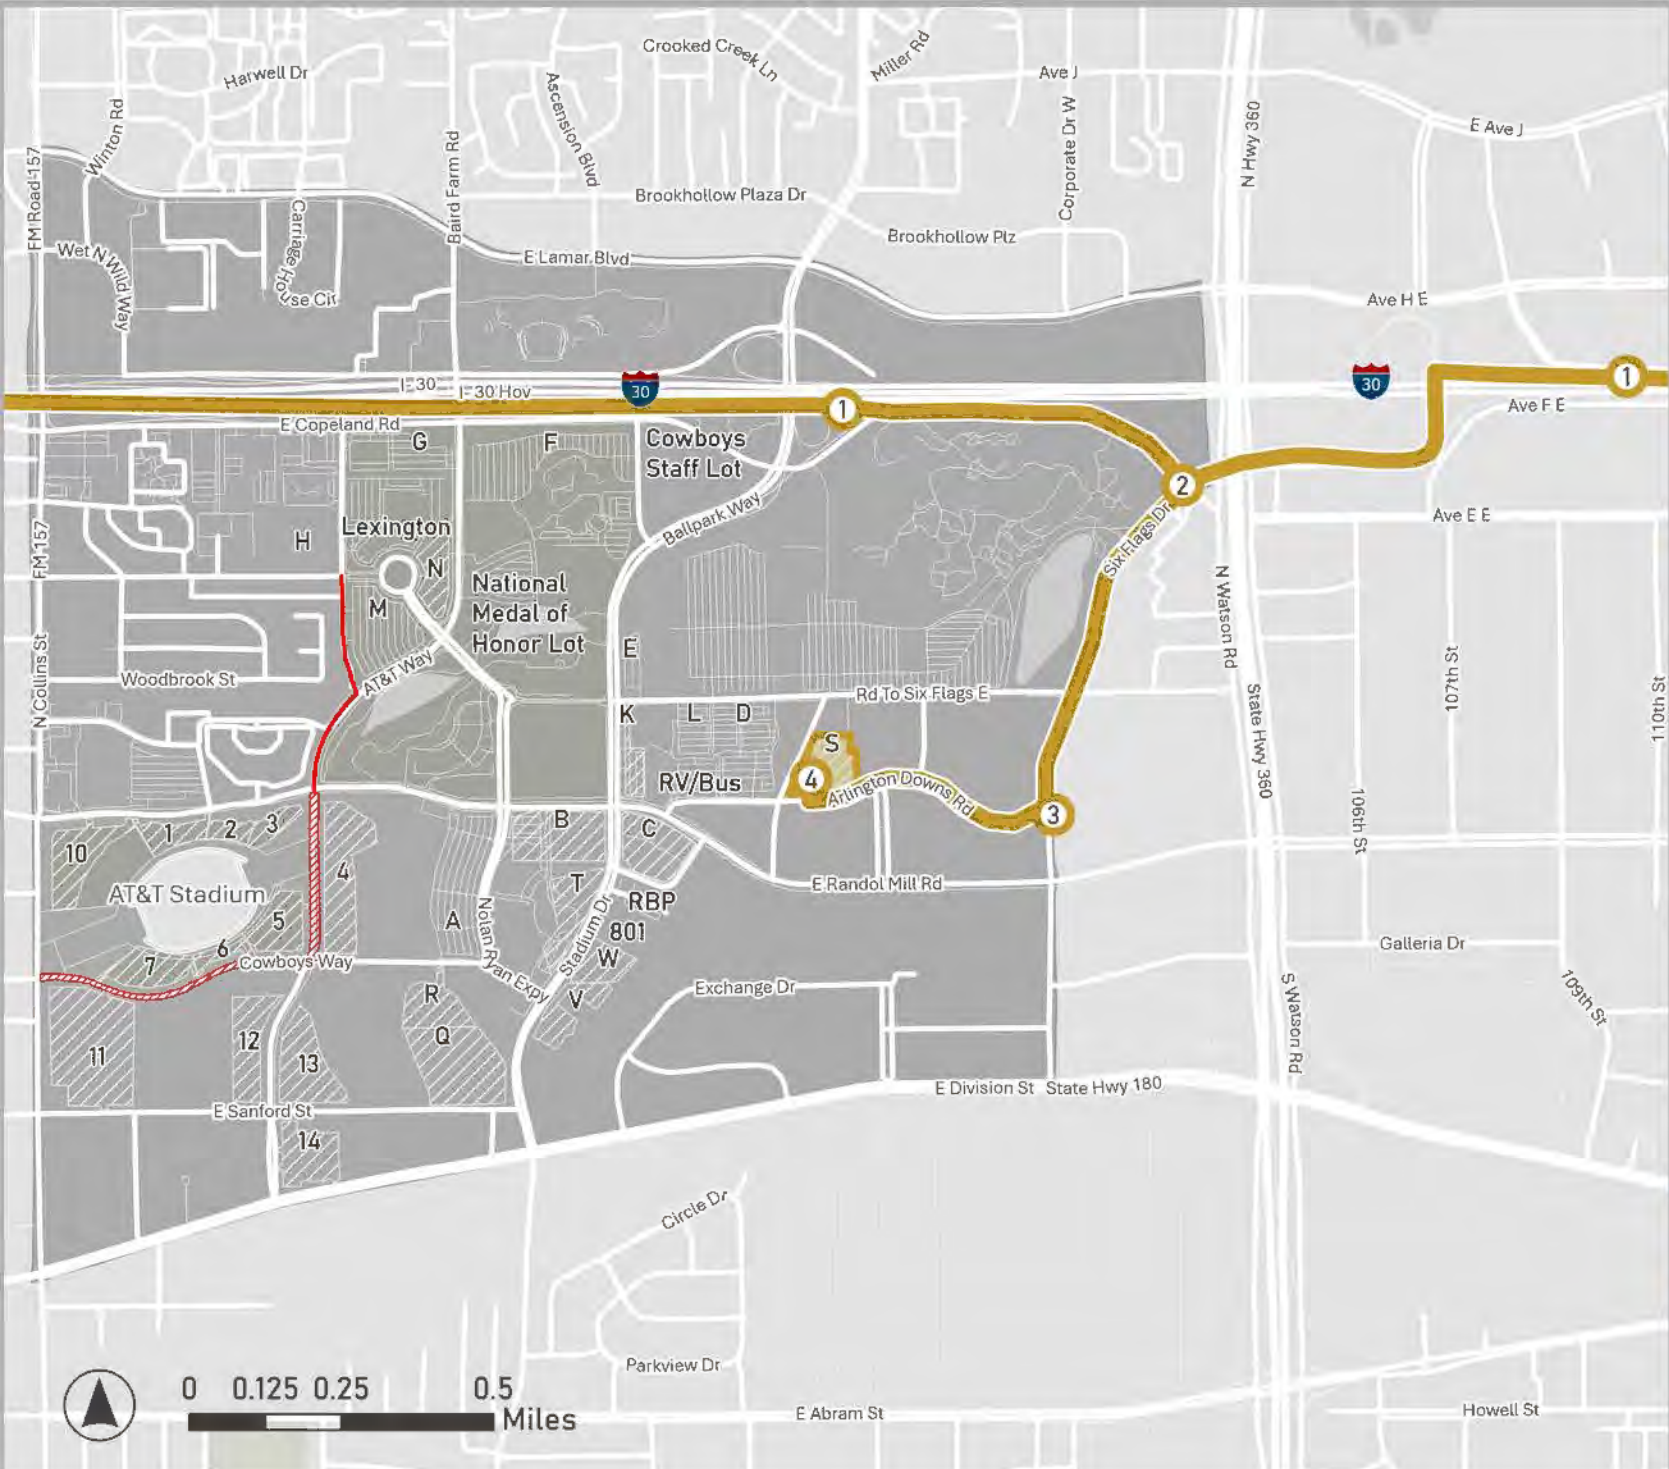 Crooked Creek Ln
Miller Rd
Harwell Dr
Ave J
Winton Rd
Ascension Blvd
Corporate Dr W
N Hwy 360
E Ave J
FM Road 157
Baird Farm Rd
Brookhollow Plaza Dr
Carriage House Cir
Brookhollow Plz
Wet N Wild Way
E Lamar Blvd
Ave H E
I-30
I-30 Hov
30
30
1
1
Ave F E
E Copeland Rd
G
F
Cowboys
Staff Lot
2
Ballpark Way
Ave E E
Lexington
H
FM 157
N
M
National
Medal of
Honor Lot
Six Flags Dr
N Watson Rd
E
N Collins St
Woodbrook St
AT&T Way
Rd To Six Flags E
107th St
110th St
State Hwy 360
K
L
D
S
RV/Bus
4
Arlington Downs Rd
3
106th St
1
2
3
B
C
10
4
AT&T Stadium
T
E Randol Mill Rd
RBP
5
A
Nolan Ryan Expy
Stadium Dr
801
6
W
Galleria Dr
7
Cowboys Way
R
V
Exchange Dr
109th St
S Watson Rd
11
12
13
Q
E Division St
State Hwy 180
E Sanford St
14
Circle Dr
Parkview Dr
0 0.125 0.25 0.5
Miles
E Abram St
Howell St